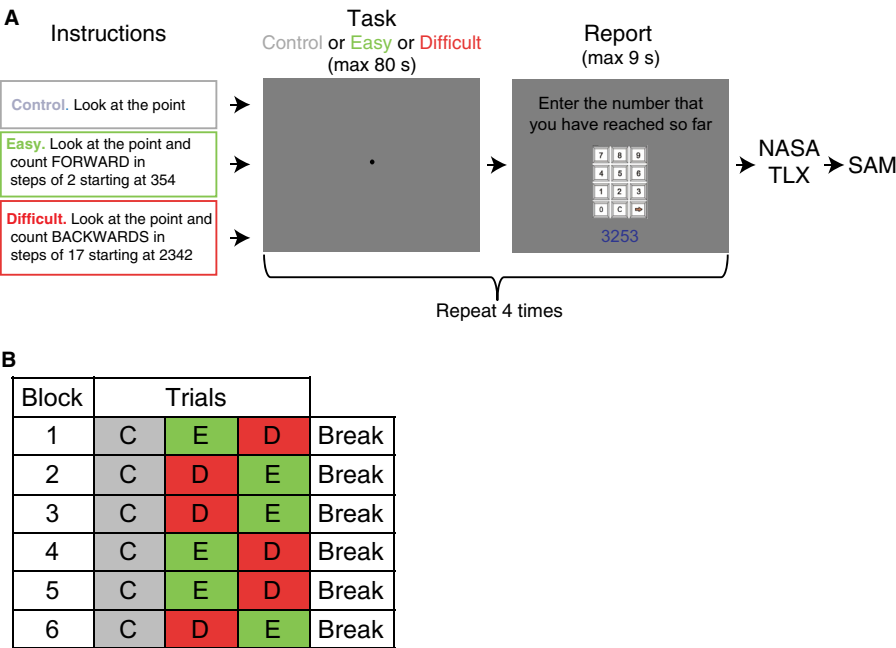 A
Instructions
Task
Control or Easy or Difficult
(max 80 s)
Report
(max 9 s)
Control. Look at the point
Easy. Look at the point and
count FORWARD in
steps of 2 starting at 354
Difficult. Look at the point and
count BACKWARDS in
steps of 17 starting at 2342
Enter the number that
you have reached so far
7 8 9
4 5 6
1 2 3
0 C
3253
NASA
TLX
SAM
Repeat 4 times
B
Block Trials
1 C E D Break
2 C D E Break
3 C D E Break
4 C E D Break
5 C E D Break
6 C D E Break